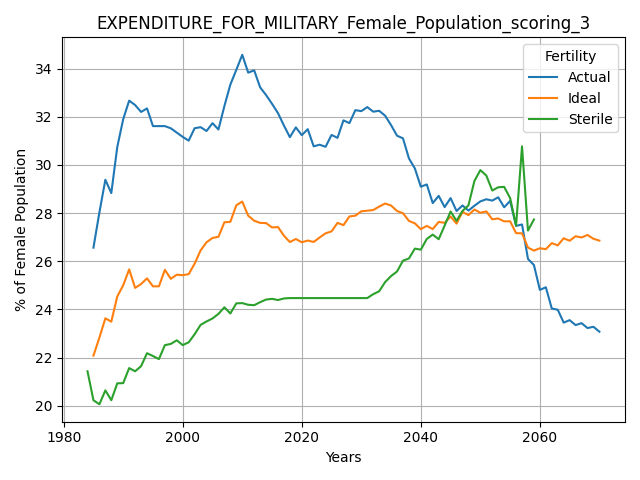 EXPENDITURE_FOR_MILITARY_Female_Population_scoring_3
Fertility
Actual
Ideal
Sterile
% of Female Population
34
32
30
28
26
24
22
20
1980
2000
2020
2040
2060
Years